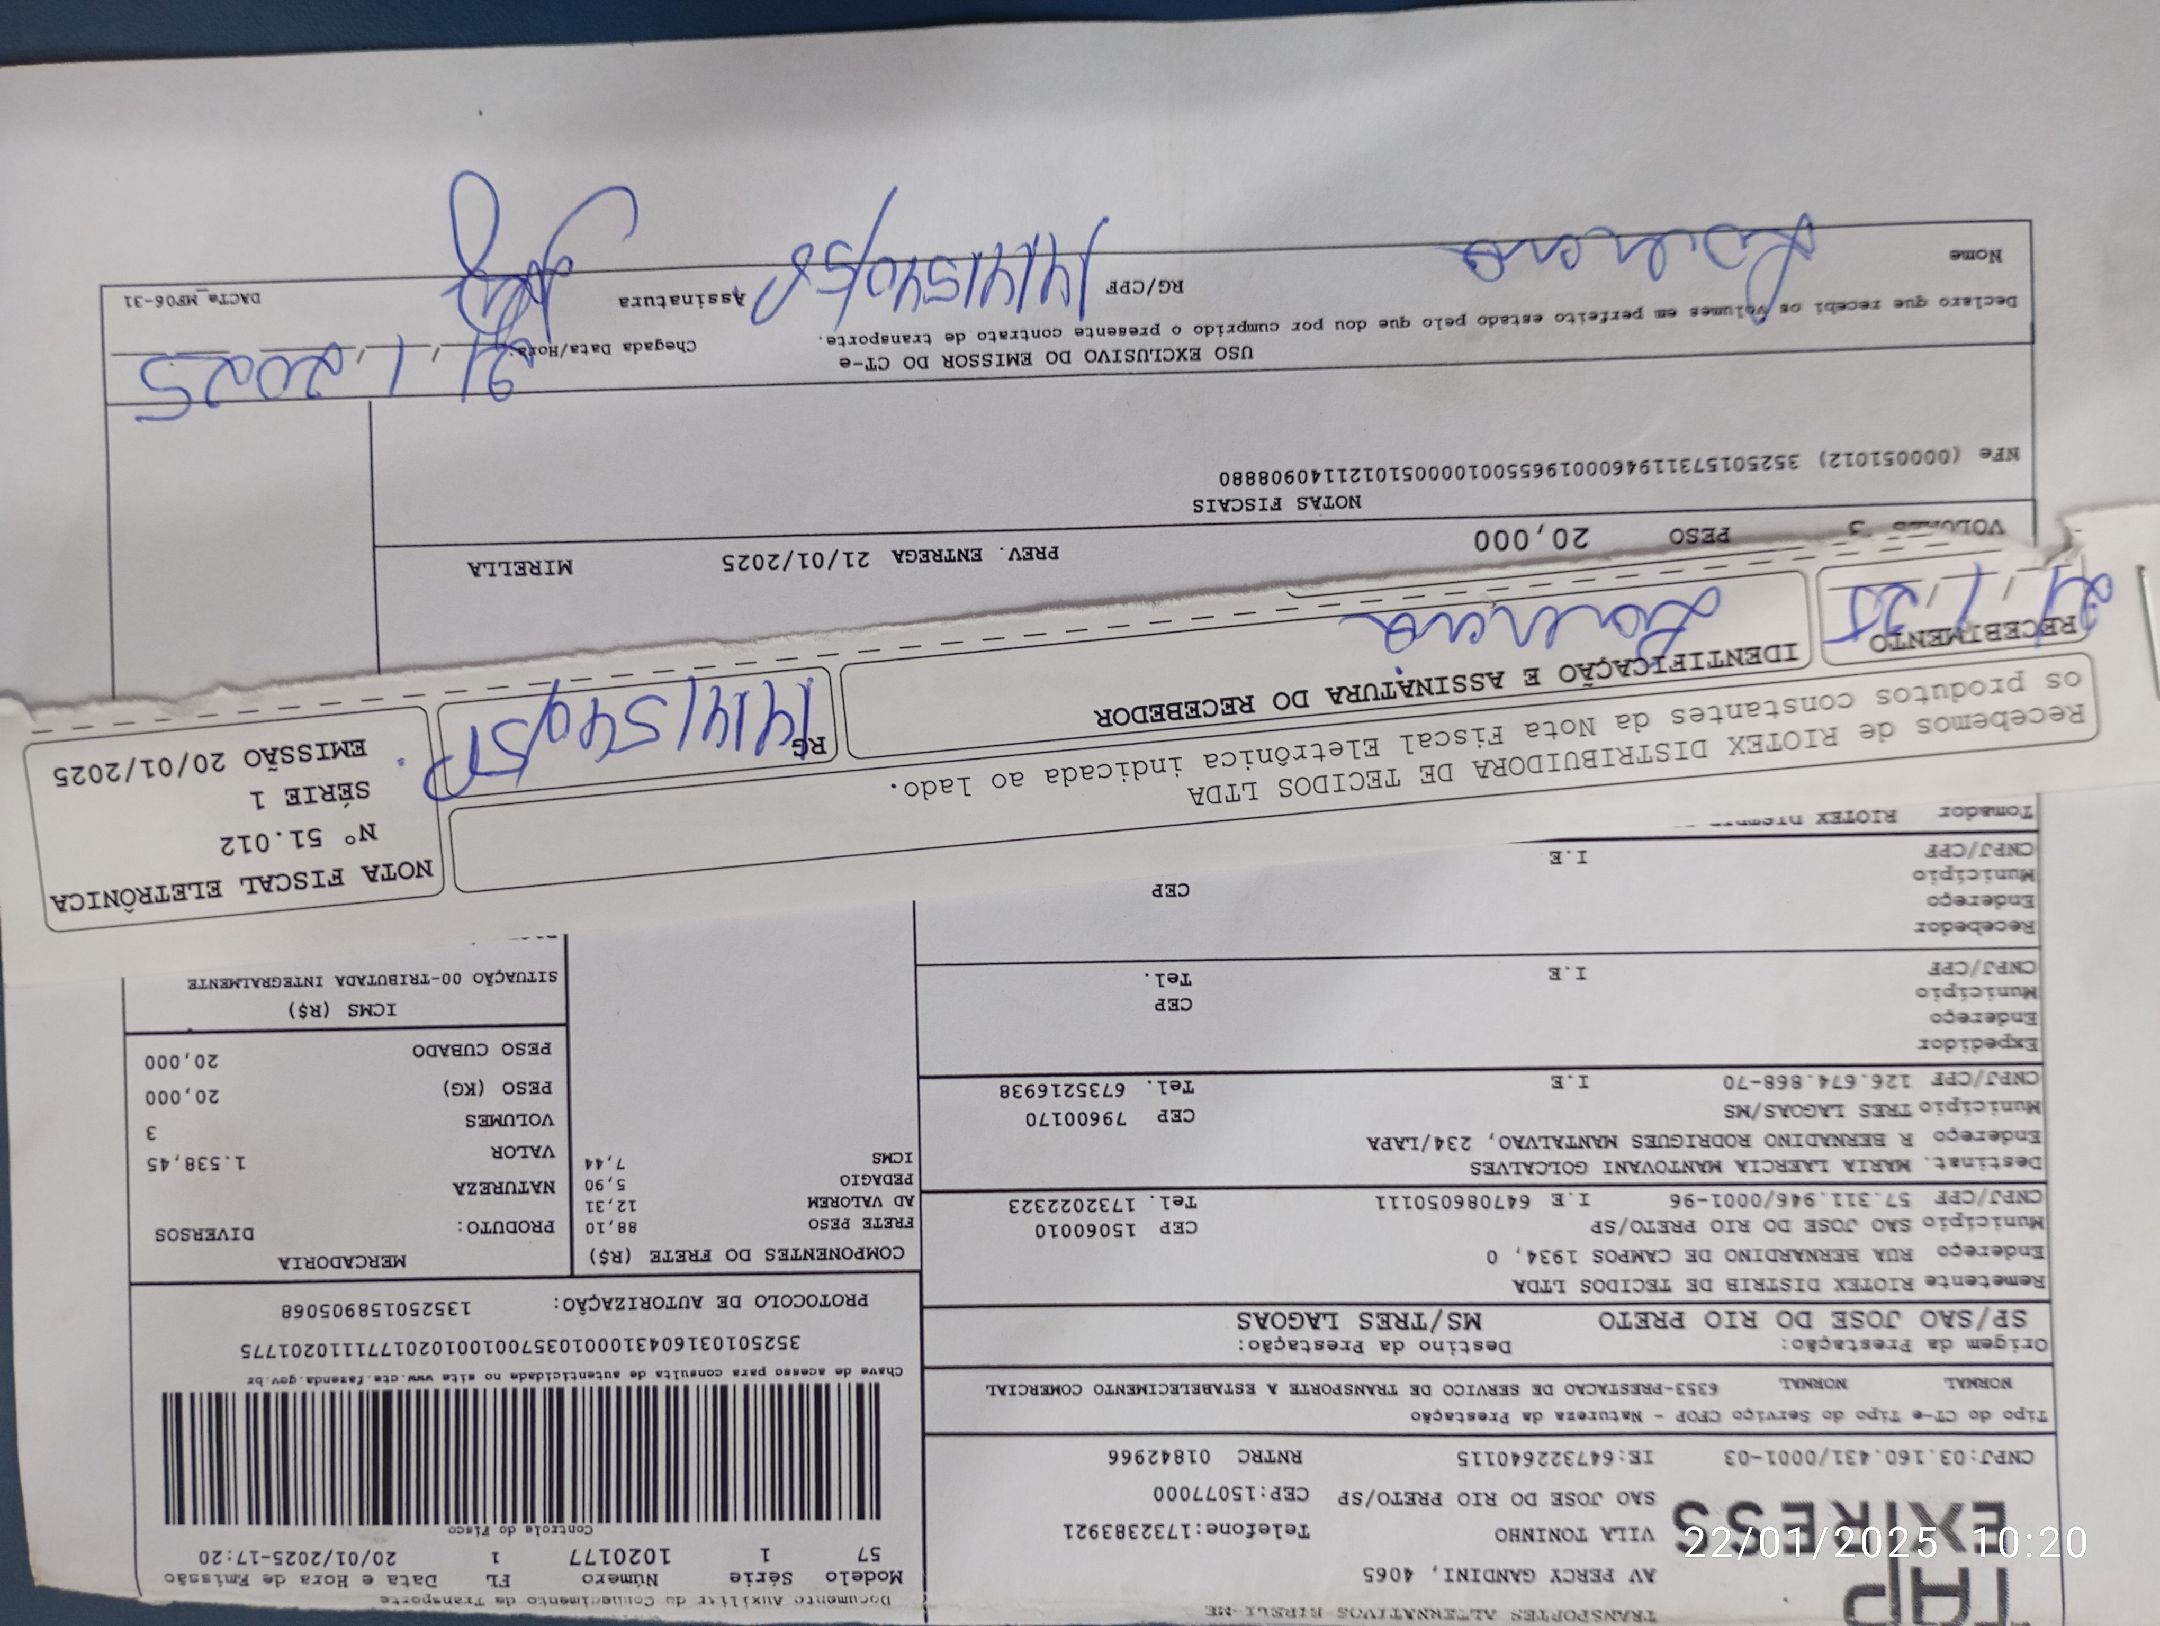 TRANSPORTES ALTERNATIVOS EIRELI-ME
TAP EXPRESS
AV PERCY GANDINI, 4065
VILA TONINHO Telefone:1732383921
SAO JOSE DO RIO PRETO/SP CEP:15077000
CNPJ:03.160.431/0001-03 IE:647322640115 RNTRC 01842966
Documento Auxiliar do Conhecimento de Transporte
Modelo Série Número FL Data e Hora de Emissão
57 1 1020177 1 20/01/2025-17:20
Controle do Fisco
Chave de acesso para consulta de autenticidade no site www.cte.fazenda.gov.br
35250103160431000103570010010201771111020 1775
PROTOCOLO DE AUTORIZAÇÃO: 135250158905068
Tipo do CT-e Tipo do Serviço CFOP - Natureza da Prestação
NORMAL NORMAL 6353-PRESTACAO DE SERVICO DE TRANSPORTE A ESTABELECIMENTO COMERCIAL
Origem da Prestação: Destino da Prestação:
SP/SAO JOSE DO RIO PRETO MS/TRES LAGOAS
Remetente RIOTEX DISTRIB DE TECIDOS LTDA
Endereço RUA BERNARDINO DE CAMPOS 1934, 0
Município SAO JOSE DO RIO PRETO/SP CEP 15060010
CNPJ/CPF 57.311.946/0001-96 I.E 647086050111 Tel. 1732022323
Destinat. MARIA LAERCIA MANTOVANI GOLCALVES
Endereço R BERNADINO RODRIGUES MANTALVAO, 234/LAPA
Município TRES LAGOAS/MS CEP 79600170
CNPJ/CPF 126.674.868-70 I.E Tel. 6735216938
Expedidor
Endereço
Município CEP
CNPJ/CPF I.E Tel.
Recebedor
Endereço
Município CEP
CNPJ/CPF I.E
Tomador RIOTEX
COMPONENTES DO FRETE (R$)
FRETE PESO 88,10
AD VALOREM 12,31
PEDAGIO 5,90
ICMS 7,44
MERCADORIA
PRODUTO: DIVERSOS
NATUREZA
VALOR 1.538,45
VOLUMES 3
PESO (KG) 20,000
PESO CUBADO 20,000
ICMS (R$)
SITUAÇÃO 00-TRIBUTADA INTEGRALMENTE
Recebemos de RIOTEX DISTRIBUIDORA DE TECIDOS LTDA
os produtos constantes da Nota Fiscal Eletrônica indicada ao lado.
RECEBIMENTO
21/1/25
IDENTIFICAÇÃO E ASSINATURA DO RECEBEDOR
Laercia
RG
NOTA FISCAL ELETRÔNICA
Nº 51.012
SÉRIE 1
EMISSÃO 20/01/2025
VOLUMES 3 PESO 20,000 PREV. ENTREGA 21/01/2025 MIRELLA
NOTAS FISCAIS
NFe (000051012) 35250157311946000196550010000510121140908880
USO EXCLUSIVO DO EMISSOR DO CT-e
Declaro que recebi os volumes em perfeito estado pelo que dou por cumprido o presente contrato de transporte.
Chegada Data/Hora: 21/1/2025
Nome Laercia RG/CPF Assinatura
DACTe_MF06-31
22/01/2025 10:20